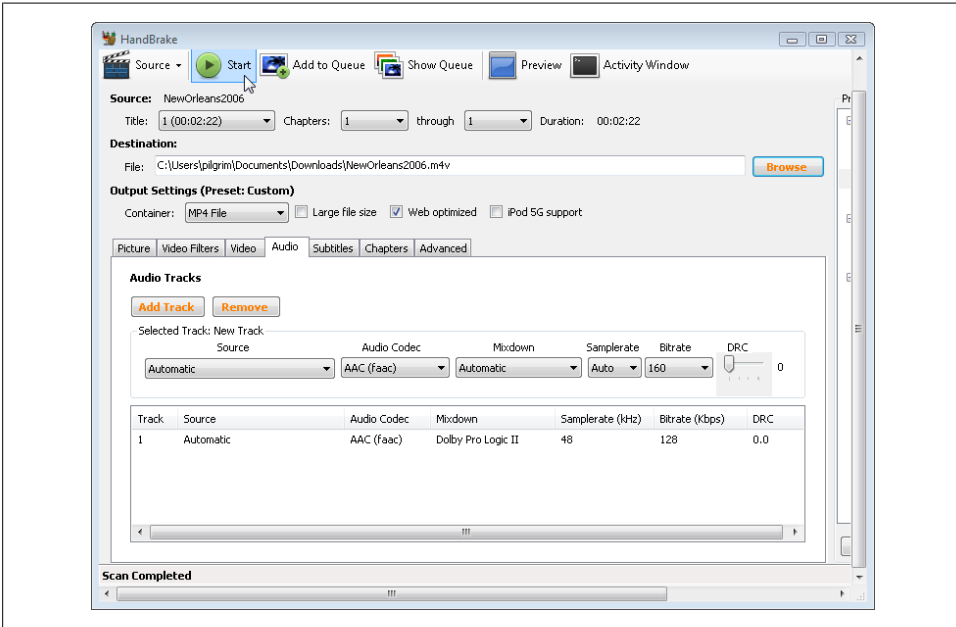 HandBrake
Source Start Add to Queue Show Queue Preview Activity Window
Source: NewOrleans2006
Title: 1 (00:02:22) Chapters: 1 through 1 Duration: 00:02:22
Destination:
File: C:\Users\pilgrim\Documents\Downloads\NewOrleans2006.m4v Browse
Output Settings (Preset: Custom)
Container: MP4 File Large file size Web optimized iPod 5G support
Picture Video Filters Video Audio Subtitles Chapters Advanced
Audio Tracks
Add Track Remove
Selected Track: New Track
Source Audio Codec Mixdown Samplerate Bitrate DRC
Automatic AAC (faac) Automatic Auto 160 0
Track Source Audio Codec Mixdown Samplerate (kHz) Bitrate (Kbps) DRC
1 Automatic AAC (faac) Dolby Pro Logic II 48 128 0.0
Scan Completed